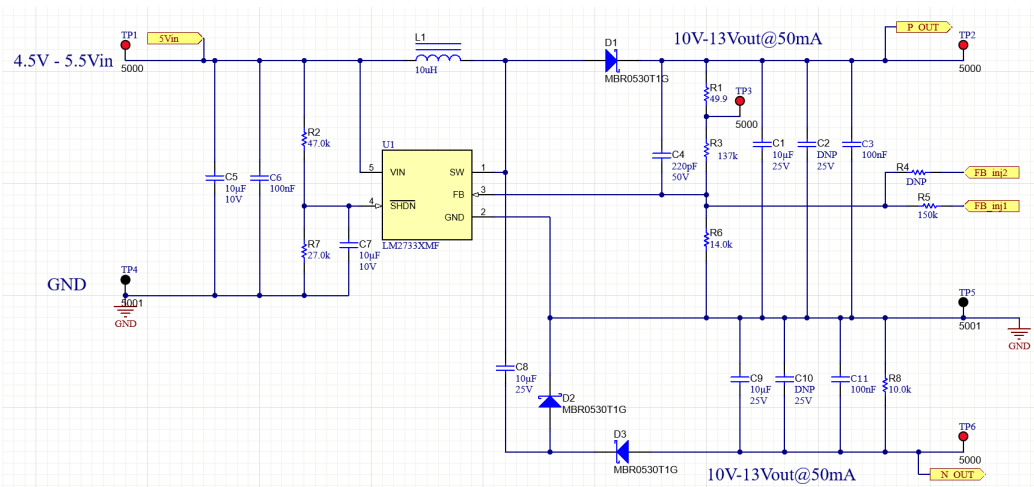 TP1
5Vin
4.5V - 5.5Vin
5000
L1
10uH
D1
MBR0530T1G
10V-13Vout@50mA
P_OUT
TP2
5000
R1
49.9
TP3
5000
R2
47.0k
U1
5
VIN
SW
1
FB
3
4
SHDN
GND
2
LM2733XMF
C5
10µF
10V
C6
100nF
R7
27.0k
C7
10µF
10V
R3
137k
C4
220pF
50V
C1
10µF
25V
C2
DNP
25V
C3
100nF
R4
DNP
FB_inj2
R5
150k
FB_inj1
R6
14.0k
GND
TP4
5001
GND
TP5
5001
GND
C8
10µF
25V
D2
MBR0530T1G
C9
10µF
25V
C10
DNP
25V
C11
100nF
R8
10.0k
D3
MBR0530T1G
10V-13Vout@50mA
TP6
5000
N_OUT